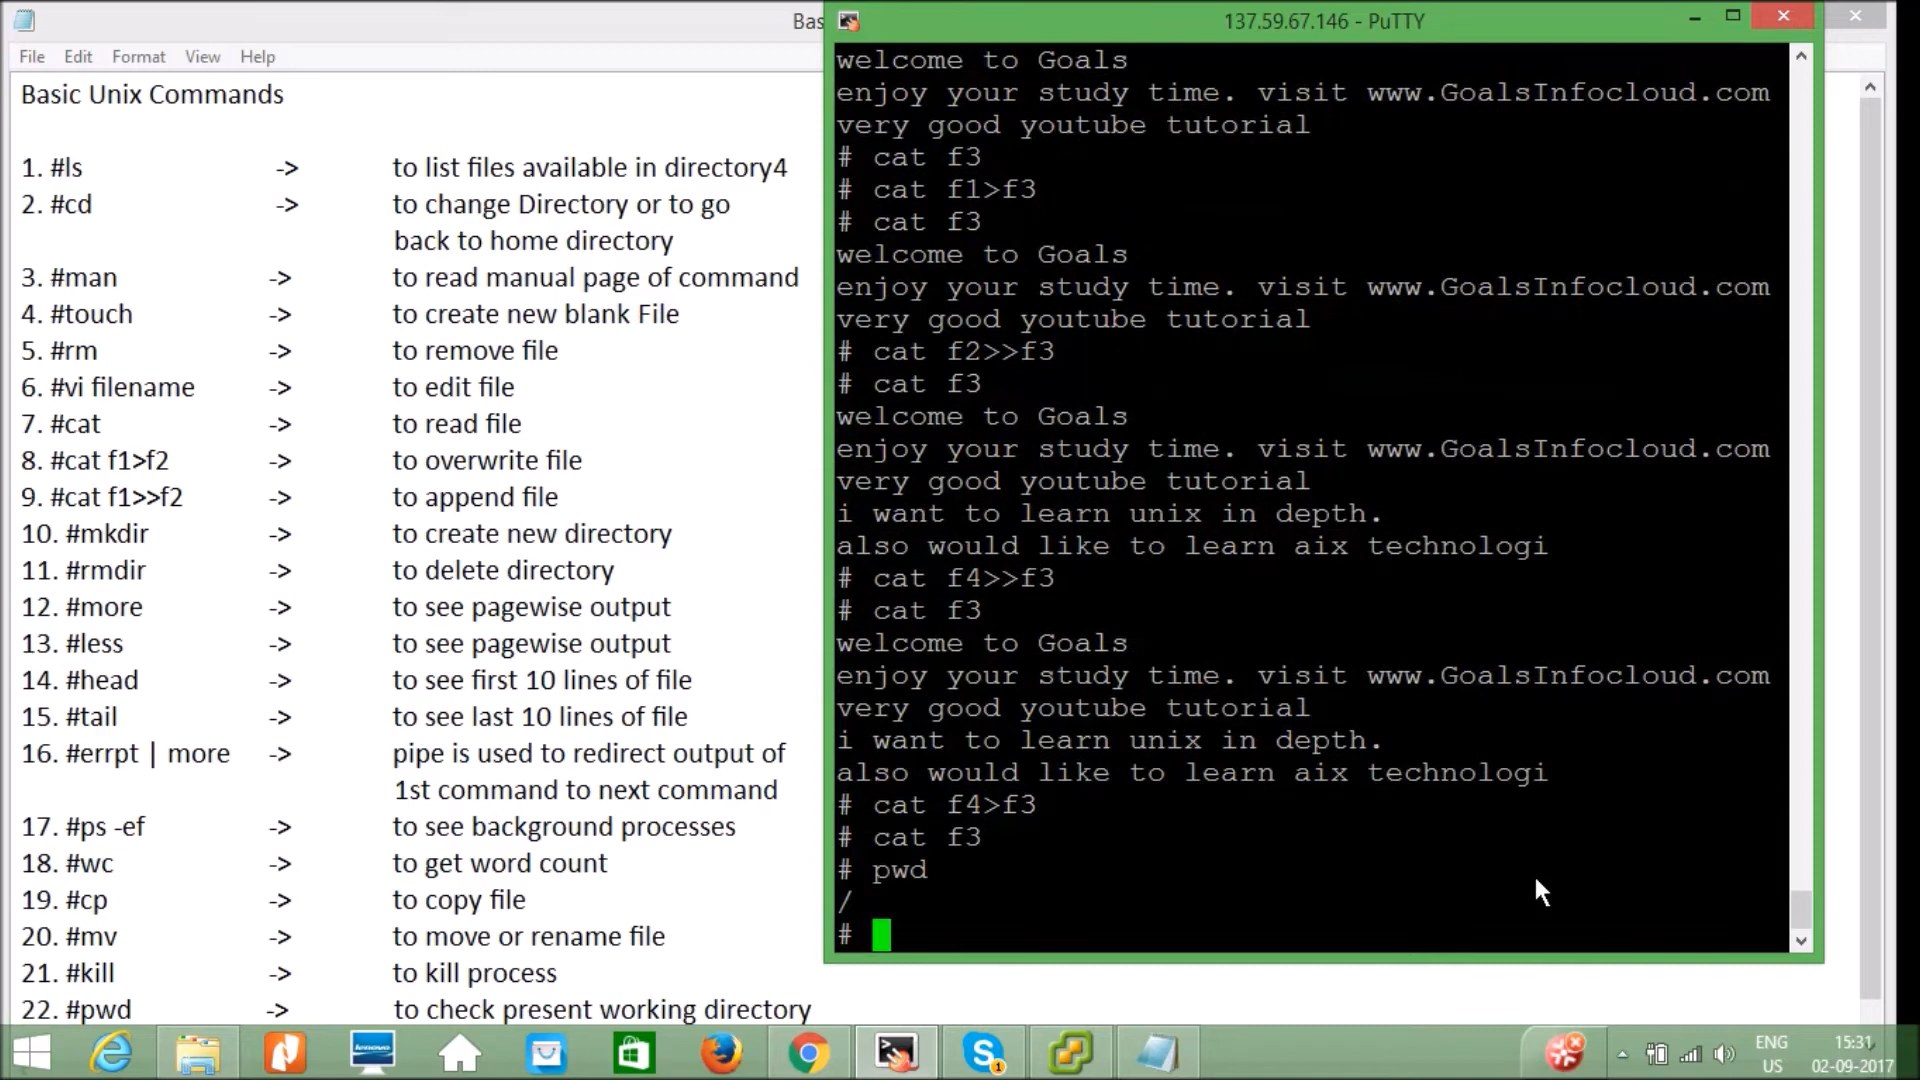 Bas
File Edit Format View Help
Basic Unix Commands
1. #ls -> to list files available in directory4
2. #cd -> to change Directory or to go
back to home directory
3. #man -> to read manual page of command
4. #touch -> to create new blank File
5. #rm -> to remove file
6. #vi filename -> to edit file
7. #cat -> to read file
8. #cat f1>f2 -> to overwrite file
9. #cat f1>>f2 -> to append file
10. #mkdir -> to create new directory
11. #rmdir -> to delete directory
12. #more -> to see pagewise output
13. #less -> to see pagewise output
14. #head -> to see first 10 lines of file
15. #tail -> to see last 10 lines of file
16. #errpt | more -> pipe is used to redirect output of
1st command to next command
17. #ps -ef -> to see background processes
18. #wc -> to get word count
19. #cp -> to copy file
20. #mv -> to move or rename file
21. #kill -> to kill process
22. #pwd -> to check present working directory
137.59.67.146 - PuTTY
welcome to Goals
enjoy your study time. visit www.GoalsInfocloud.com
very good youtube tutorial
# cat f3
# cat f1>f3
# cat f3
welcome to Goals
enjoy your study time. visit www.GoalsInfocloud.com
very good youtube tutorial
# cat f2>>f3
# cat f3
welcome to Goals
enjoy your study time. visit www.GoalsInfocloud.com
very good youtube tutorial
i want to learn unix in depth.
also would like to learn aix technologi
# cat f4>>f3
# cat f3
welcome to Goals
enjoy your study time. visit www.GoalsInfocloud.com
very good youtube tutorial
i want to learn unix in depth.
also would like to learn aix technologi
# cat f4>f3
# cat f3
# pwd
/
#
lenovo
S 1
ENG 15:31
US 02-09-2017